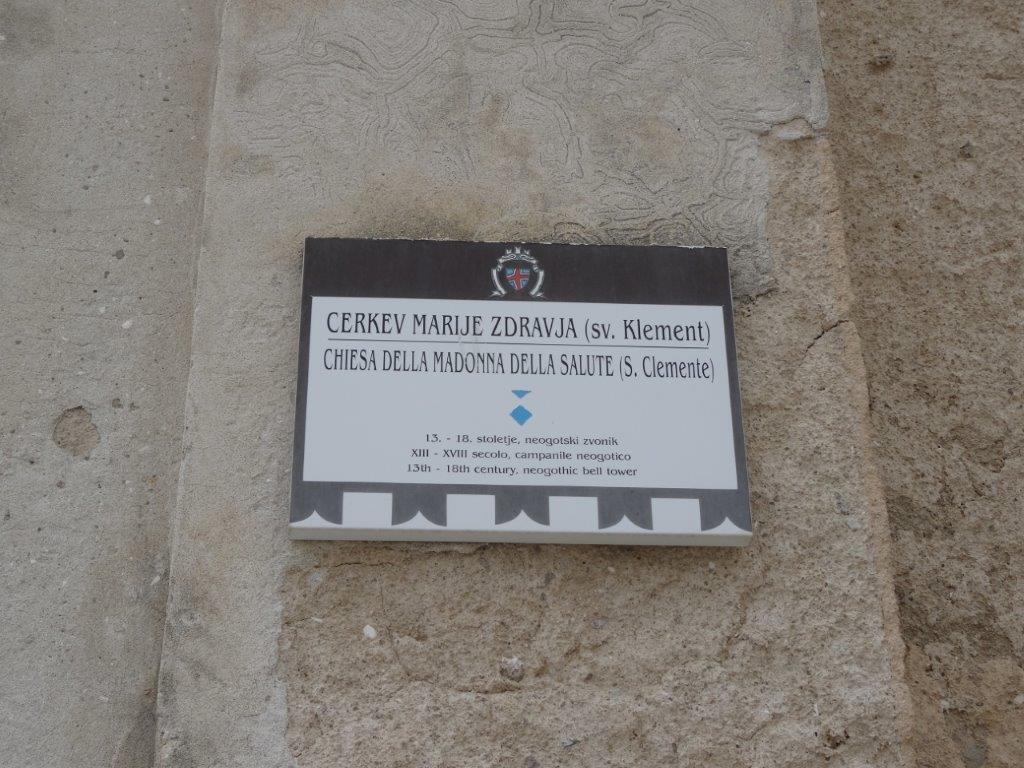 CERKEV MARIJE ZDRAVJA (sv. Klement)
CHIESA DELLA MADONNA DELLA SALUTE (S. Clemente)
13. - 18. stoletje, neogotski zvonik
XIII - XVIII secolo, campanile neogotico
13th - 18th century, neogothic bell tower